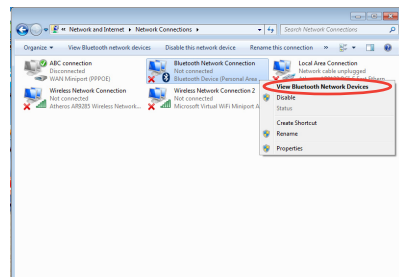 « Network and Internet ▸ Network Connections ▸
Search Network Connections
Organize ▾ View Bluetooth network devices Disable this network device Rename this connection »
ABC connection
Disconnected
WAN Miniport (PPPOE)
Bluetooth Network Connection
Not connected
Bluetooth Device (Personal Area ...
Local Area Connection
Network cable unplugged
Wireless Network Connection
Not connected
Atheros AR9285 Wireless Network...
Wireless Network Connection 2
Not connected
Microsoft Virtual WiFi Miniport A
View Bluetooth Network Devices
Disable
Status
Create Shortcut
Rename
Properties